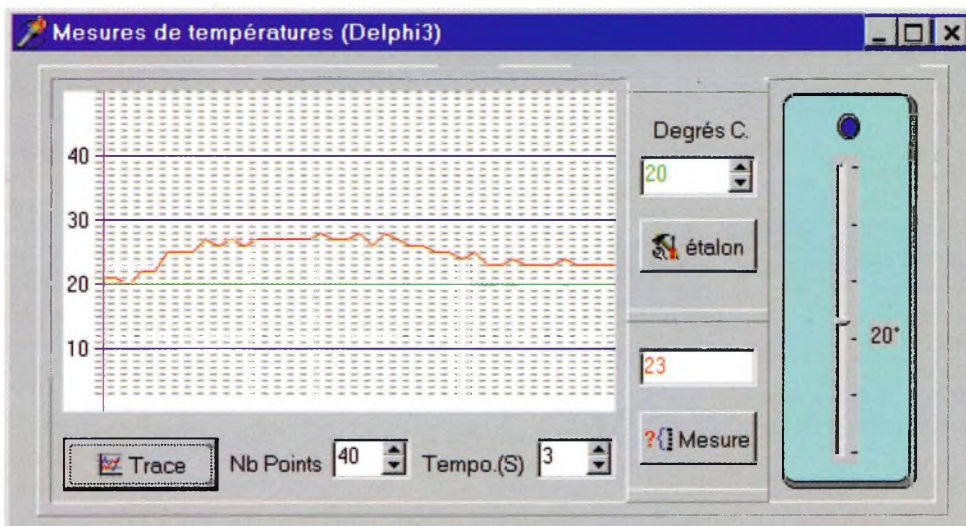 Mesures de températures (Delphi3)
40
30
20
10
Trace
Nb Points 40
Tempo.(S) 3
Degrés C.
20
étalon
23
?{ Mesure
20°